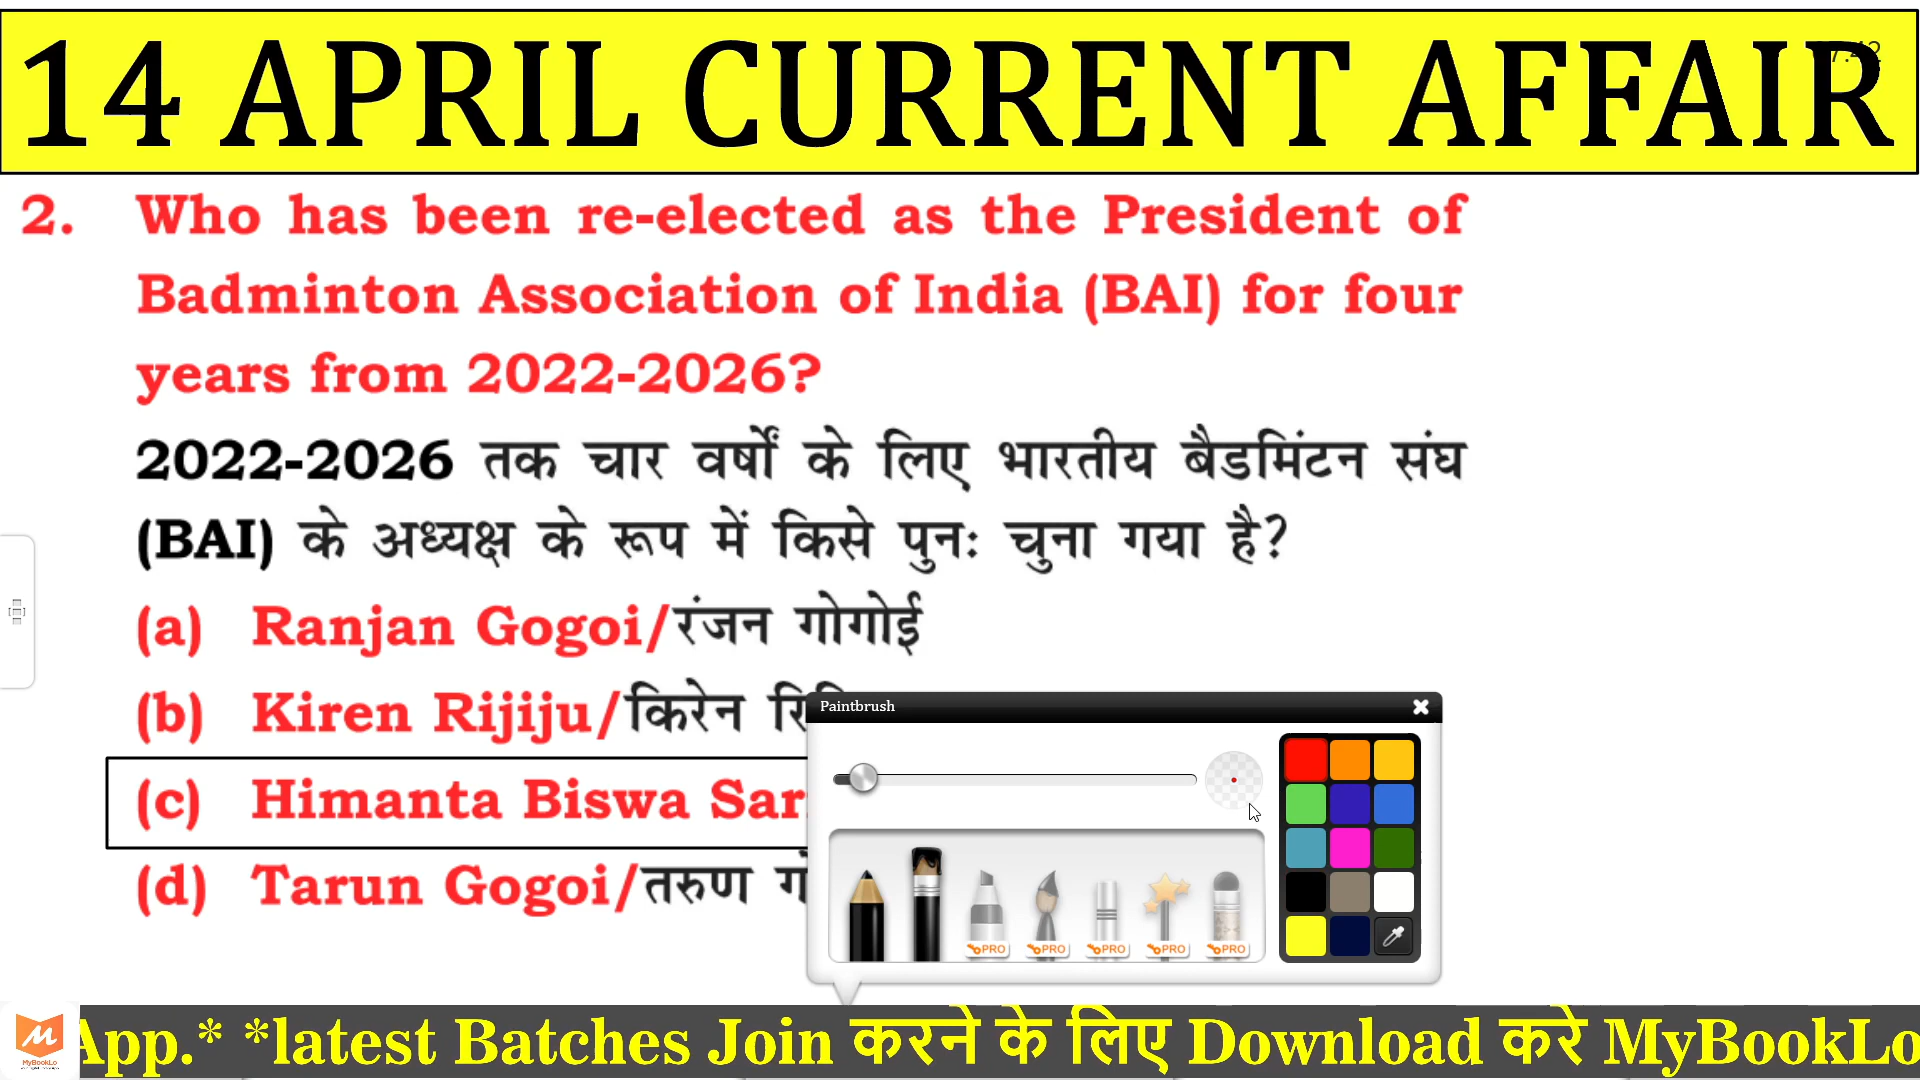 14 APRIL CURRENT AFFAIR
2. Who has been re-elected as the President of
Badminton Association of India (BAI) for four
years from 2022-2026?
2022-2026 तक चार वर्षों के लिए भारतीय बैडमिंटन संघ
(BAI) के अध्यक्ष के रूप में किसे पुनः चुना गया है?
(a) Ranjan Gogoi/रंजन गोगोई
(b) Kiren Rijiju/किरेन
Paintbrush
(c) Himanta Biswa
(d) Tarun Gogoi/तरुण
PRO PRO PRO PRO PRO
MyBookLo
App.* *latest Batches Join करने के लिए Download करे MyBookLo